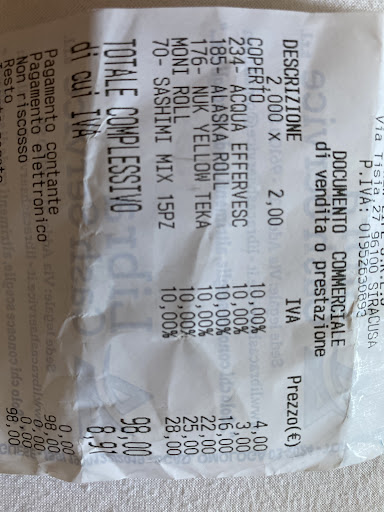 27 96100 SIRACUSA
P.IVA: 01952630893
DOCUMENTO COMMERCIALE
di vendita o prestazione
DESCRIZIONE IVA Prezzo(€)
2,000 X 2,00
COPERTO 10,00% 4,00
234- ACQUA EFFERVESC 10,00% 3,00
185- ALASKA ROLL 10,00% 16,00
176- NUK YELLOW TEKA 10,00% 22,00
MONI ROLL 10,00% 25,00
70- SASHIMI MIX 15PZ 10,00% 28,00
TOTALE COMPLESSIVO 98,00
di cui IVA 8,91
Pagamento contante 0,00
Pagamento elettronico 98,00
Non riscosso 0,00
Resto 0,00
98,00